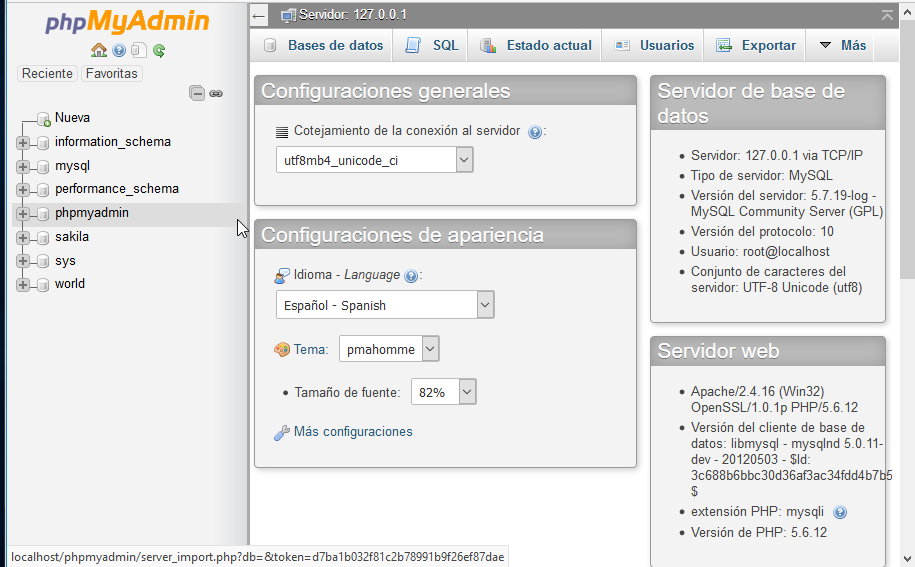 phpMyAdmin
Reciente
Favoritas
Nueva
information_schema
mysql
performance_schema
phpmyadmin
sakila
sys
world
Servidor: 127.0.0.1
Bases de datos
SQL
Estado actual
Usuarios
Exportar
Más
Configuraciones generales
Cotejamiento de la conexión al servidor :
utf8mb4_unicode_ci
Configuraciones de apariencia
Idioma - Language :
Español - Spanish
Tema:
pmahomme
Tamaño de fuente:
82%
Más configuraciones
Servidor de base de
datos
Servidor: 127.0.0.1 via TCP/IP
Tipo de servidor: MySQL
Versión del servidor: 5.7.19-log -
MySQL Community Server (GPL)
Versión del protocolo: 10
Usuario: root@localhost
Conjunto de caracteres del
servidor: UTF-8 Unicode (utf8)
Servidor web
Apache/2.4.16 (Win32)
OpenSSL/1.0.1p PHP/5.6.12
Versión del cliente de base de
datos: libmysql - mysqlnd 5.0.11-
dev - 20120503 - $Id:
3c688b6bbc30d36af3ac34fdd4b7b5
$
extensión PHP: mysqli
Versión de PHP: 5.6.12
localhost/phpmyadmin/server_import.php?db=&token=d7ba1b032f81c2b78991b9f26ef87dae